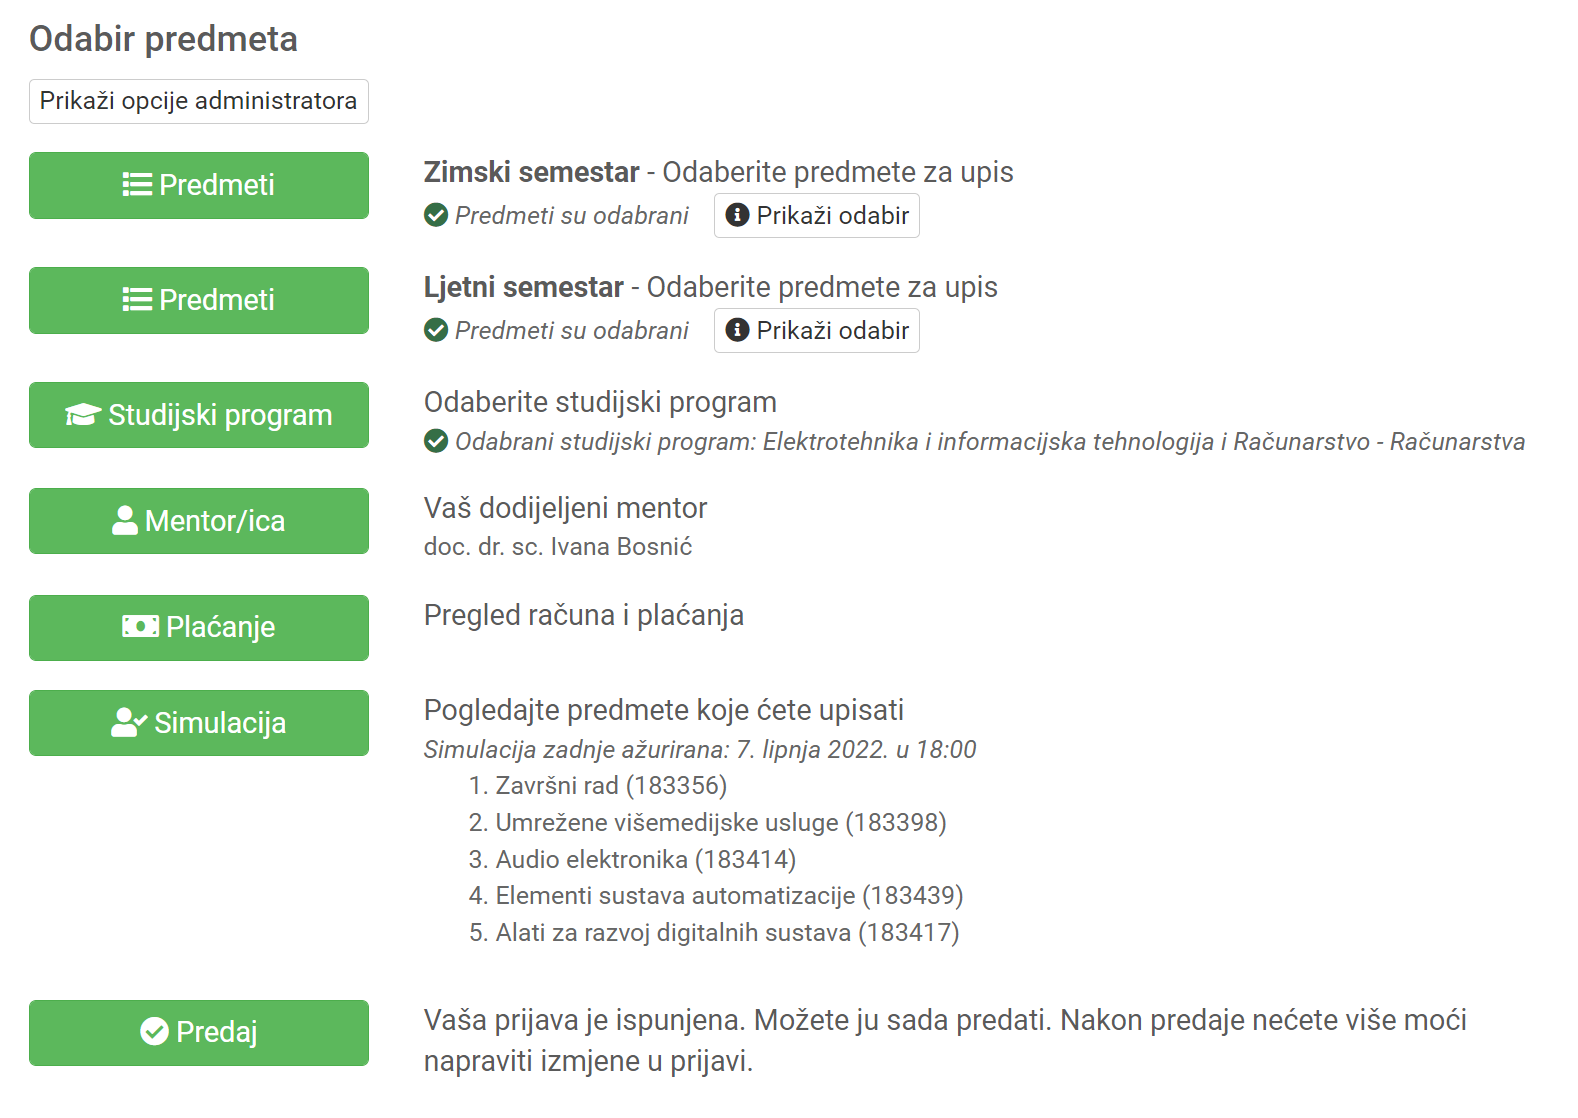 Odabir predmeta
Prikaži opcije administratora
Predmeti
Zimski semestar - Odaberite predmete za upis
Predmeti su odabrani
Prikaži odabir
Predmeti
Ljetni semestar - Odaberite predmete za upis
Predmeti su odabrani
Prikaži odabir
Studijski program
Odaberite studijski program
Odabrani studijski program: Elektrotehnika i informacijska tehnologija i Računarstvo - Računarstva
Mentor/ica
Vaš dodijeljeni mentor
doc. dr. sc. Ivana Bosnić
Plaćanje
Pregled računa i plaćanja
Simulacija
Pogledajte predmete koje ćete upisati
Simulacija zadnje ažurirana: 7. lipnja 2022. u 18:00
1. Završni rad (183356)
2. Umrežene višemedijske usluge (183398)
3. Audio elektronika (183414)
4. Elementi sustava automatizacije (183439)
5. Alati za razvoj digitalnih sustava (183417)
Predaj
Vaša prijava je ispunjena. Možete ju sada predati. Nakon predaje nećete više moći
napraviti izmjene u prijavi.